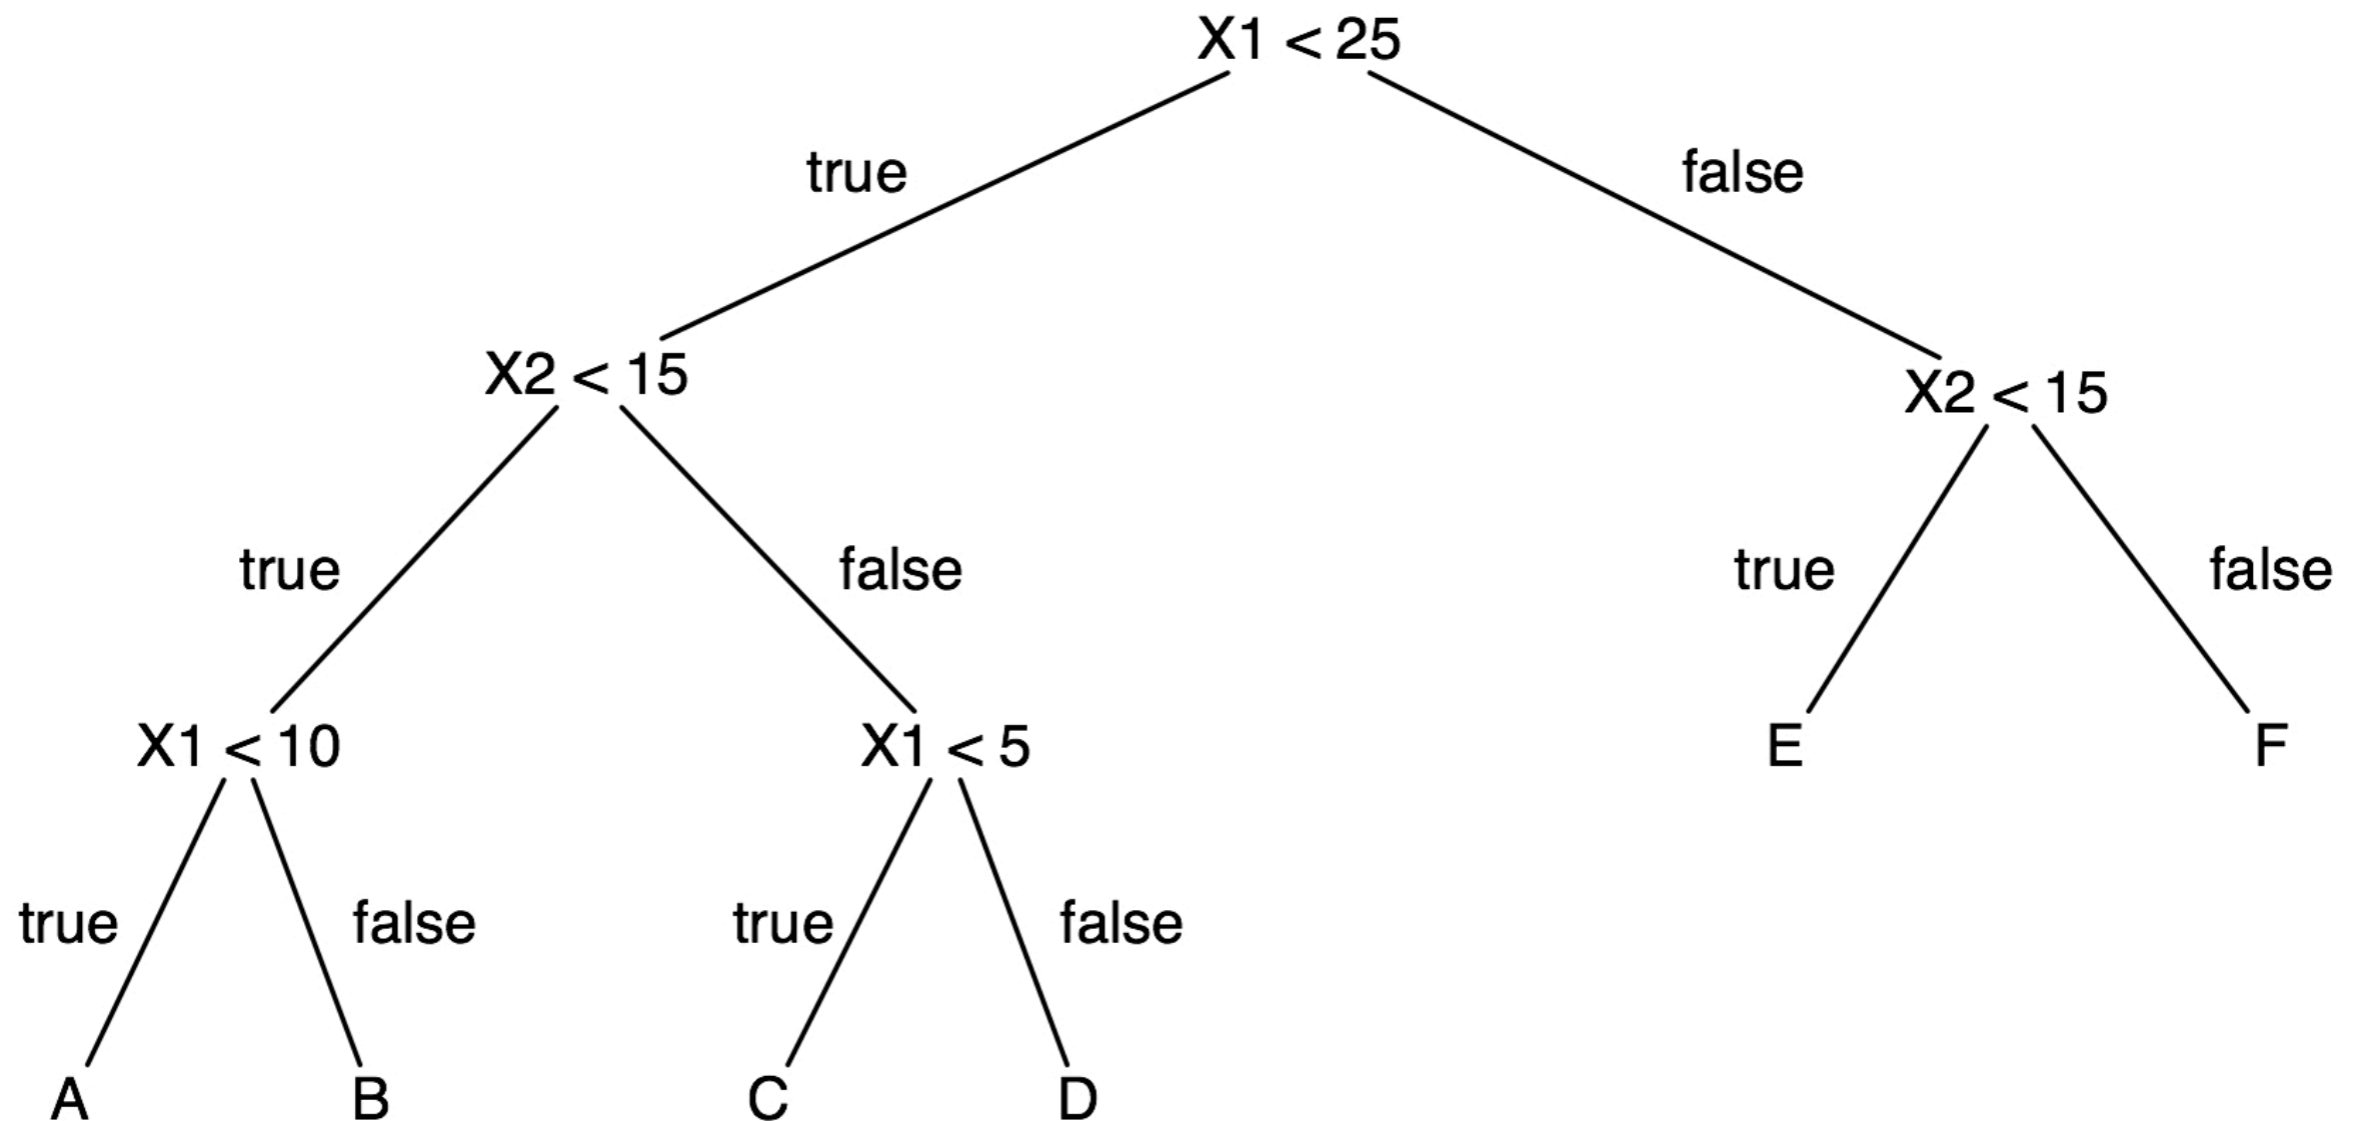 X1 < 25
true
false
X2 < 15
X2 < 15
true
false
true
false
X1 < 10
X1 < 5
E
F
true
false
true
false
A
B
C
D